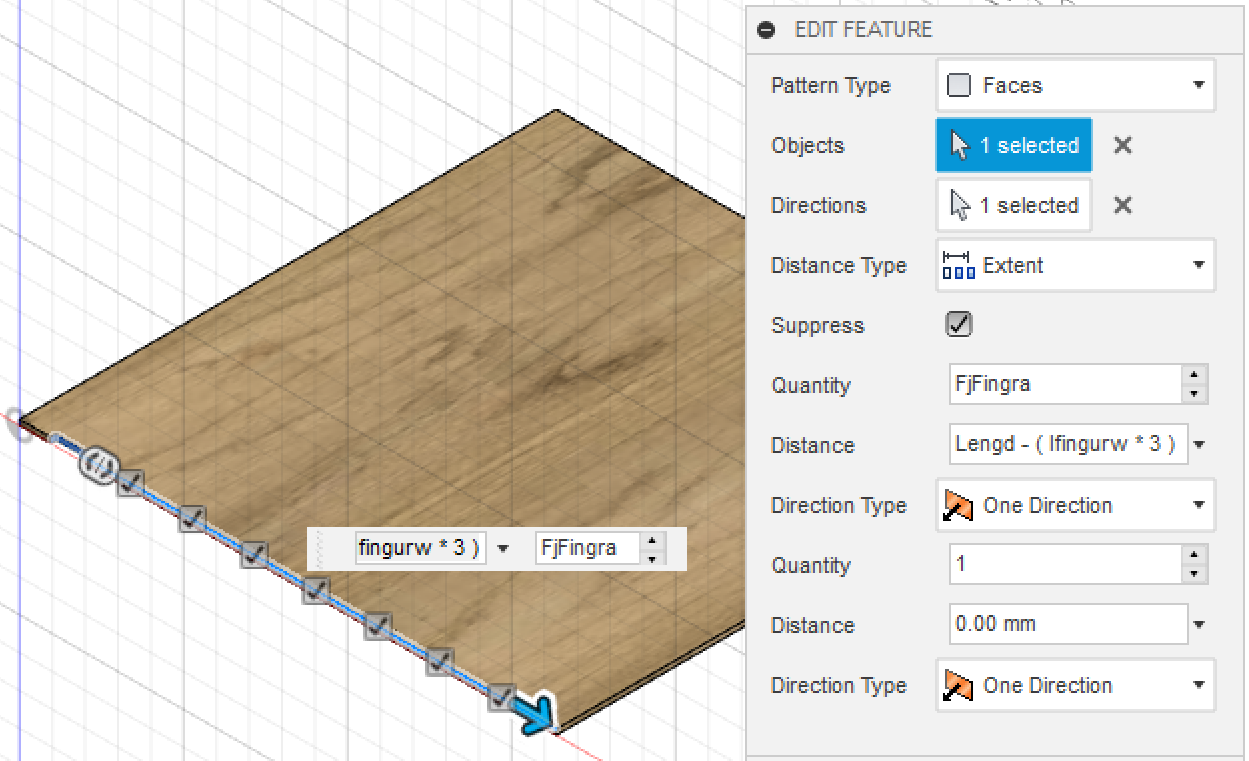 EDIT FEATURE
Pattern Type Faces
Objects 1 selected
Directions 1 selected
Distance Type Extent
Suppress
Quantity FjFingra
Distance Lengd - ( lfingurw * 3 )
Direction Type One Direction
Quantity 1
Distance 0.00 mm
Direction Type One Direction
fingurw * 3 ) FjFingra